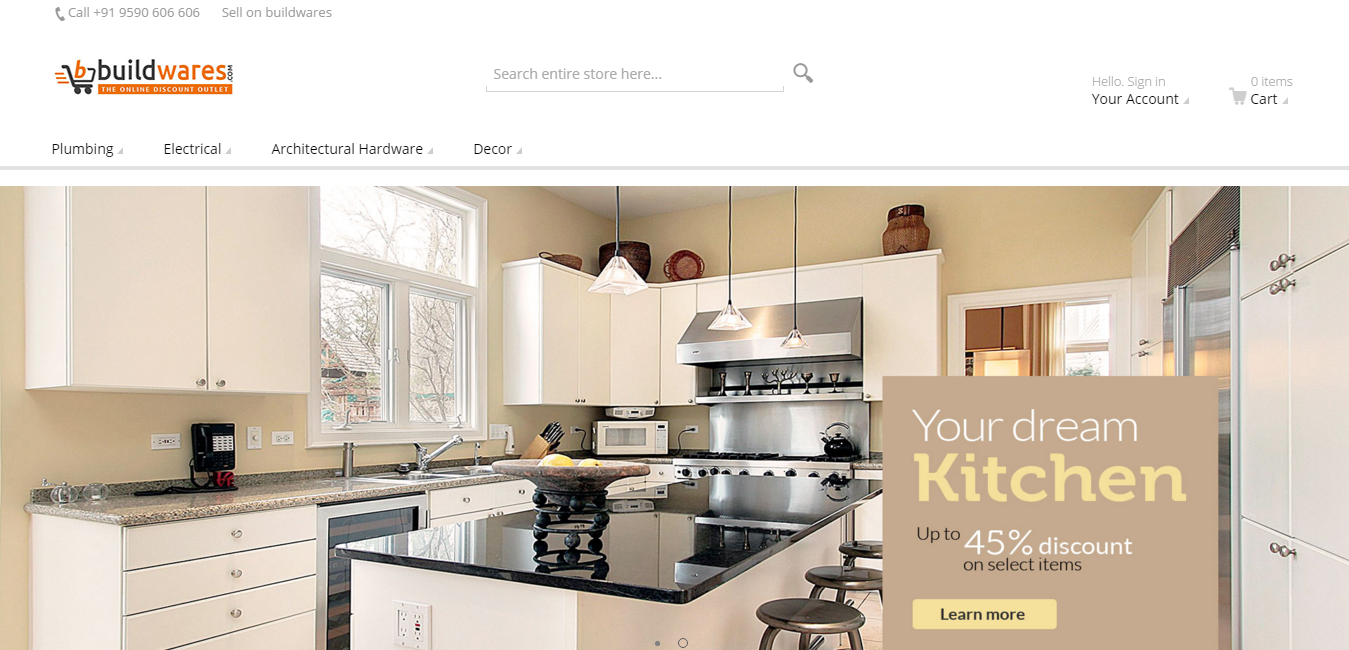 Call +91 9590 606 606 Sell on buildwares
buildwares.com
THE ONLINE DISCOUNT OUTLET
Search entire store here...
Hello. Sign in
Your Account
0 items
Cart
Plumbing Electrical Architectural Hardware Decor
Your dream
Kitchen
Up to 45% discount
on select items
Learn more